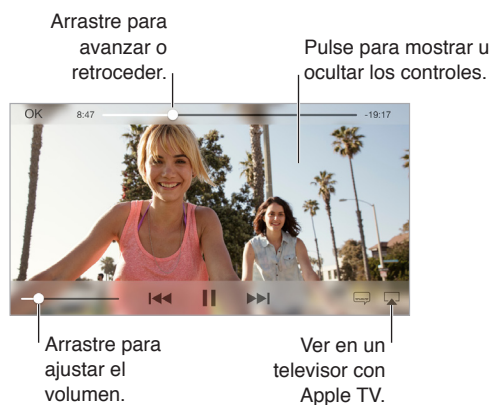 Arrastre para
avanzar o
retroceder.
Pulse para mostrar u
ocultar los controles.
OK
8:47
-19:17
Arrastre para
ajustar el
volumen.
Ver en un
televisor con
Apple TV.